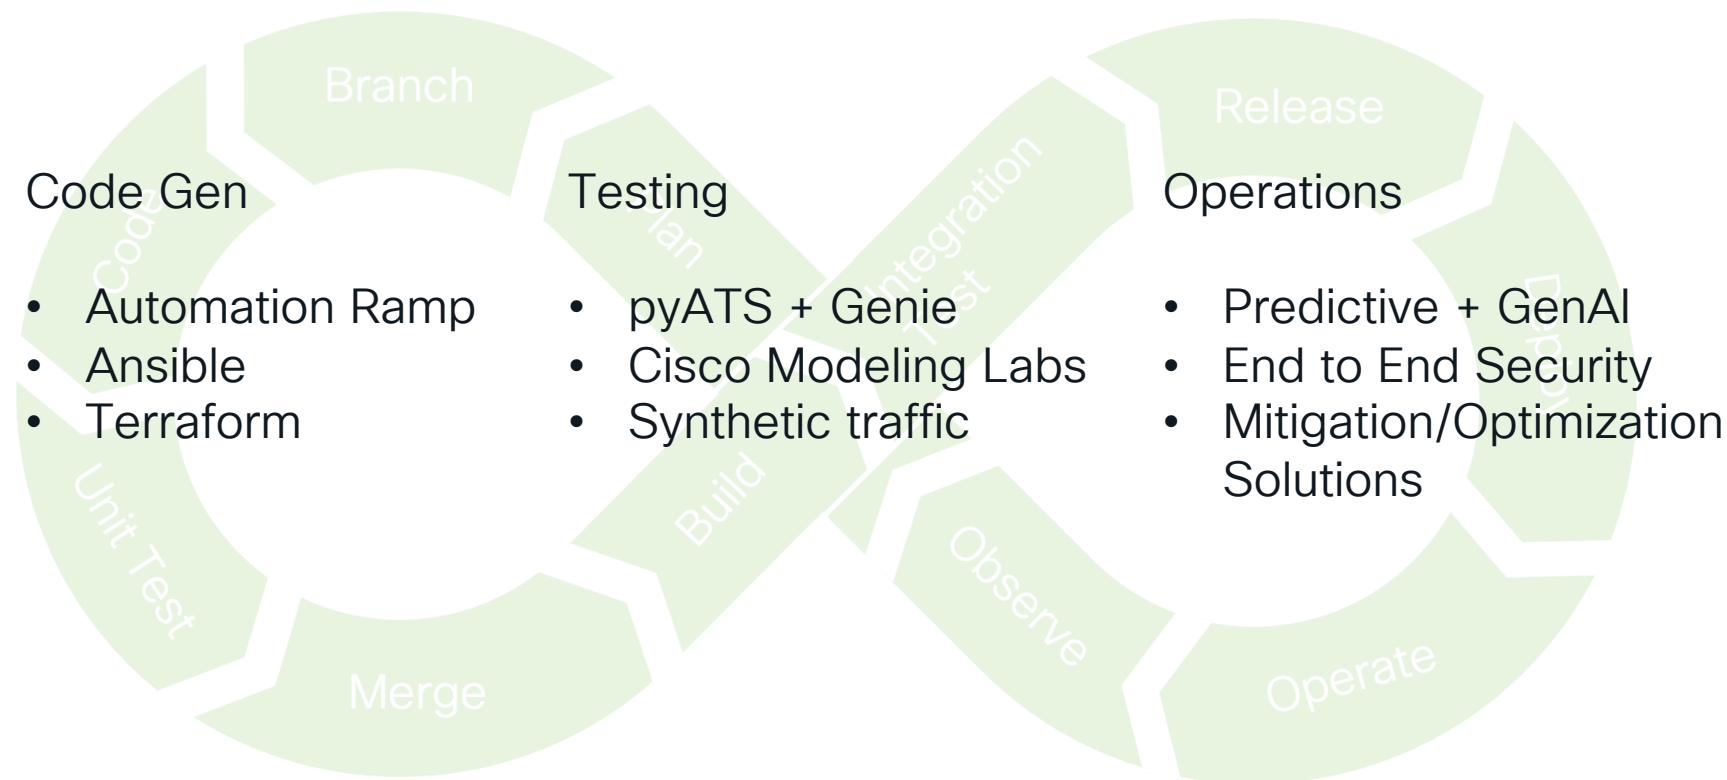 Code Gen
• Automation Ramp
• Ansible
• Terraform
Testing
• pyATS + Genie
• Cisco Modeling Labs
• Synthetic traffic
Operations
• Predictive + GenAI
• End to End Security
• Mitigation/Optimization
Solutions
Branch
Code
Unit Test
Merge
Build
Plan
Integration
Test
Release
Deploy
Operate
Observe